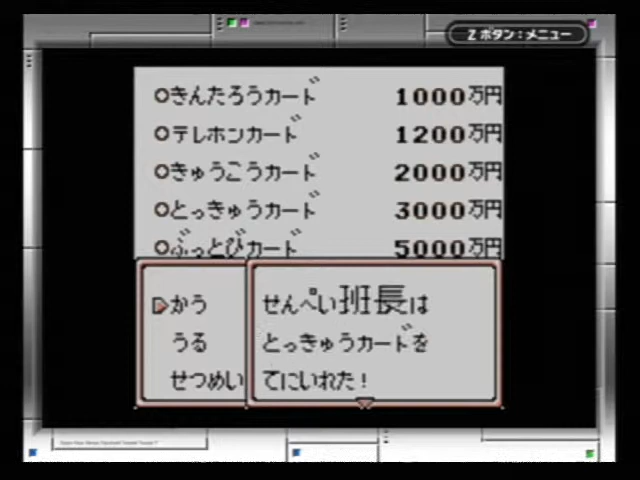 Zボタン:メニュー
○きんたろうカード 1000万円
○テレホンカード 1200万円
○きゅうこうカード 2000万円
○とっきゅうカード 3000万円
○ぶっとびカード 5000万円
かう
うる
せつめい
せんぺい班長は
とっきゅうカードを
てにいれた!